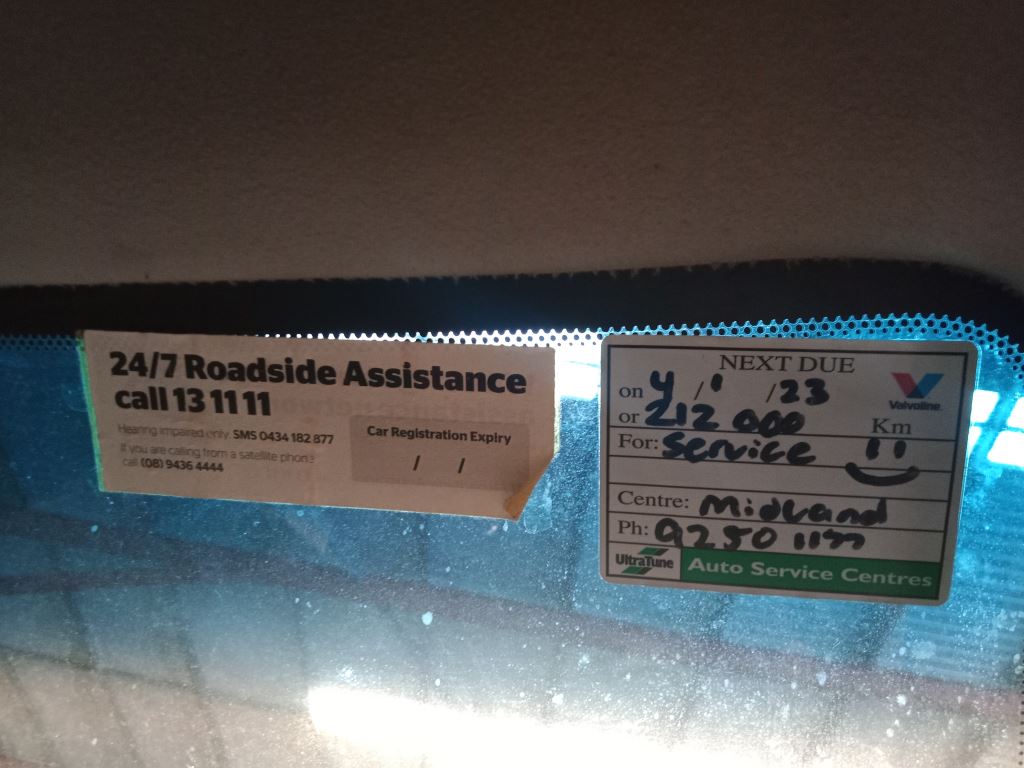 24/7 Roadside Assistance
call 13 11 11
Hearing impaired only SMS 0434 182 877
If you are calling from a satellite phone
call (08) 9436 4444
Car Registration Expiry
/ /
NEXT DUE
on 4/1/23
or 212 000 Km
For: Service
Valvoline
Centre: Midland
Ph: 9250
UltraTune
Auto Service Centres